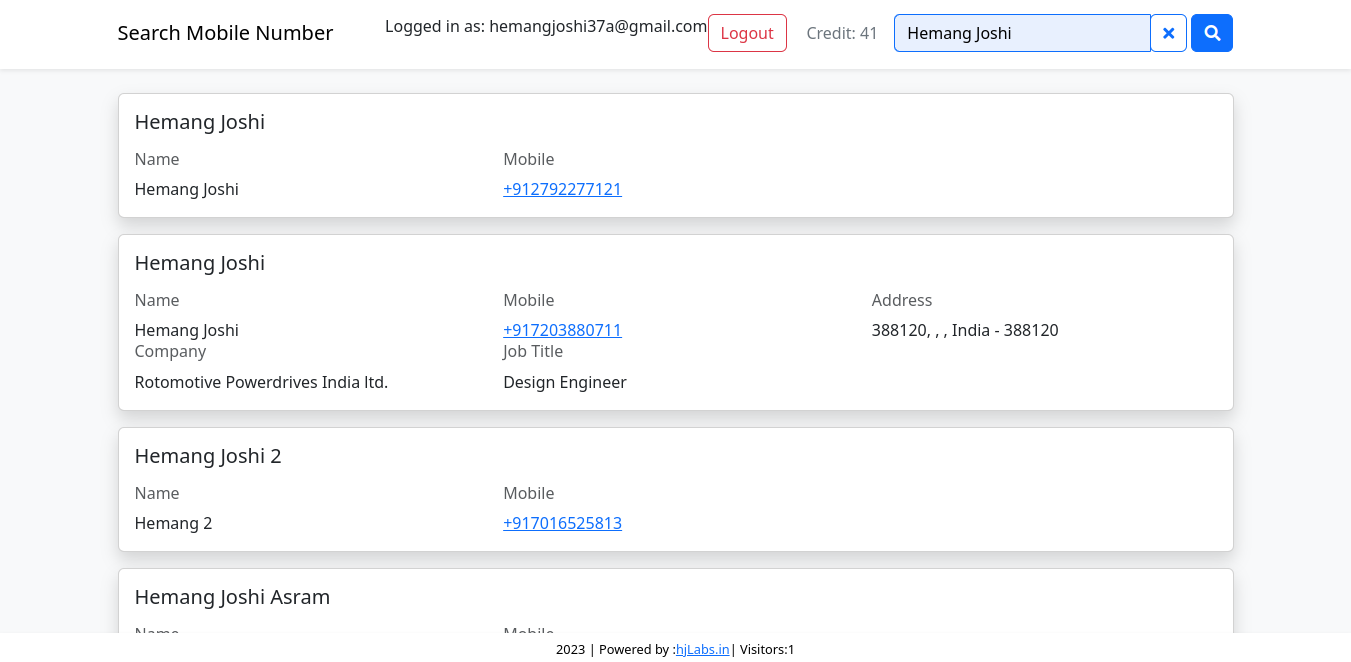 Search Mobile Number
Logged in as: hemangjoshi37a@gmail.com Logout Credit: 41 Hemang Joshi
Hemang Joshi
Name Mobile
Hemang Joshi +912792277121
Hemang Joshi
Name Mobile Address
Hemang Joshi +917203880711 388120, , , India - 388120
Company Job Title
Rotomotive Powerdrives India ltd. Design Engineer
Hemang Joshi 2
Name Mobile
Hemang 2 +917016525813
Hemang Joshi Asram
Name Mobile
2023 | Powered by :hjLabs.in| Visitors:1